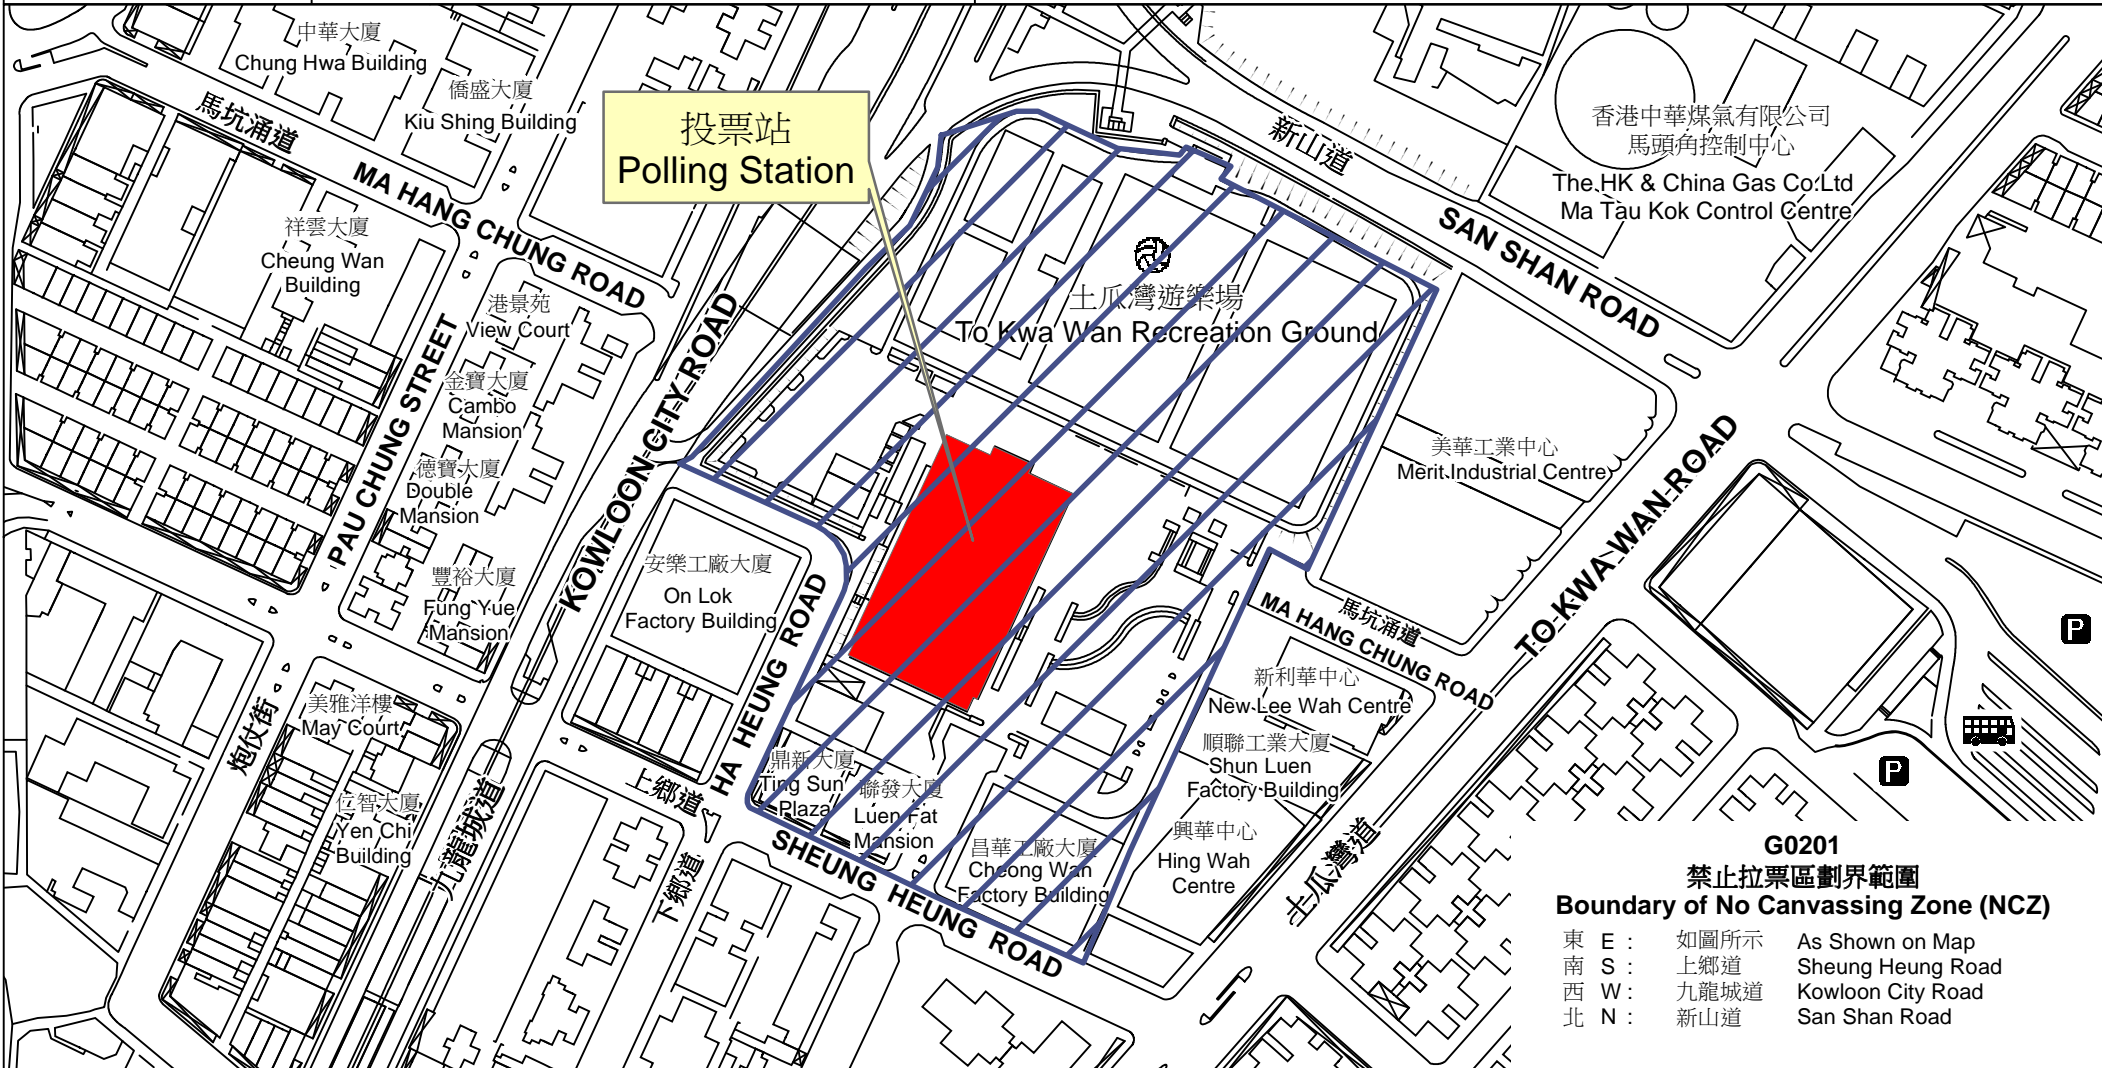 中華大廈
Chung Hwa Building
僑盛大廈
Kiu Shing Building
馬坑涌道
MA HANG CHUNG ROAD
投票站
Polling Station
新山道
SAN SHAN ROAD
香港中華煤氣有限公司
馬頭角控制中心
The HK & China Gas Co.Ltd
Ma Tau Kok Control Centre
祥雲大廈
Cheung Wan
Building
港景苑
View Court
土瓜灣遊樂場
To Kwa Wan Recreation Ground
金寶大廈
Cambo
Mansion
PAU CHUNG STREET
KOWLOON CITY ROAD
德寶大廈
Double
Mansion
美華工業中心
Merit Industrial Centre
TO KWA WAN ROAD
豐裕大廈
Fung Yue
Mansion
安樂工廠大廈
On Lok
Factory Building
HA HEUNG ROAD
馬坑涌道
MA HANG CHUNG ROAD
P
新利華中心
New Lee Wah Centre
美雅洋樓
May Court
炮仗街
順聯工業大廈
Shun Luen
Factory Building
鼎新大廈
Ting Sun
Plaza
聯發大廈
Luen Fat
Mansion
上鄉道
P
仁智大廈
Yen Chi
Building
九龍城道
興華中心
Hing Wah
Centre
昌華工廠大廈
Cheong Wan
Factory Building
SHEUNG HEUNG ROAD
下鄉道
土瓜灣道
G0201
禁止拉票區劃界範圍
Boundary of No Canvassing Zone (NCZ)
東 E : 如圖所示 As Shown on Map
南 S : 上鄉道 Sheung Heung Road
西 W : 九龍城道 Kowloon City Road
北 N : 新山道 San Shan Road